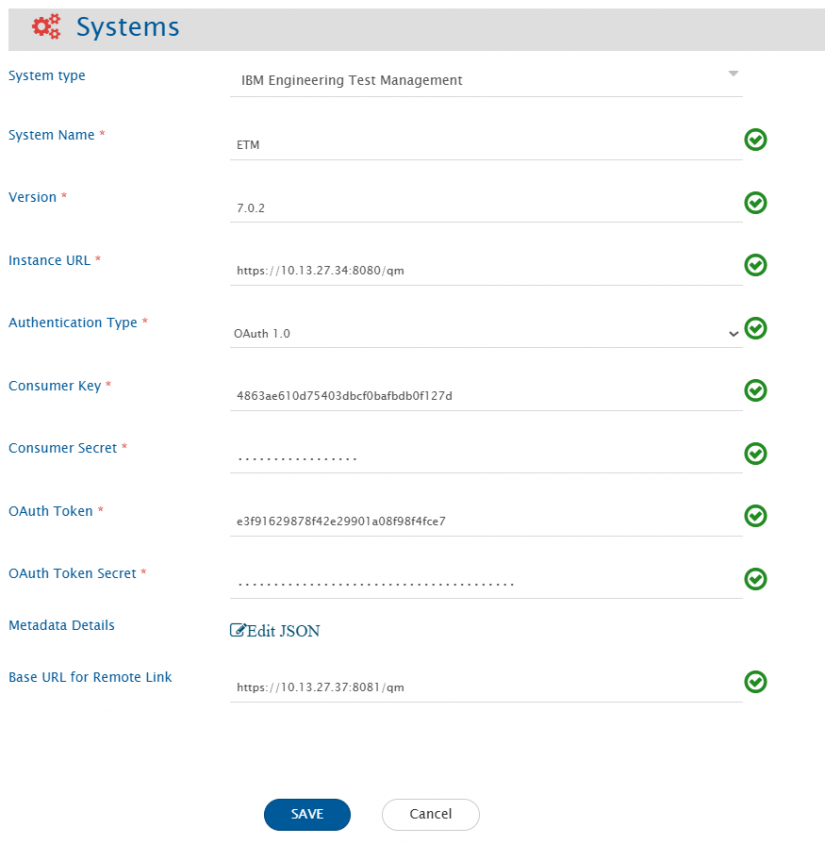 Systems
System type
IBM Engineering Test Management
System Name *
ETM
Version *
7.0.2
Instance URL *
https://10.13.27.34:8080/qm
Authentication Type *
OAuth 1.0
Consumer Key *
4863ae610d75403dbcf0bafbdb0f127d
Consumer Secret *
.................
OAuth Token *
e3f91629878f42e29901a08f98f4fce7
OAuth Token Secret *
.......................................
Metadata Details
Edit JSON
Base URL for Remote Link
https://10.13.27.37:8081/qm
SAVE
Cancel